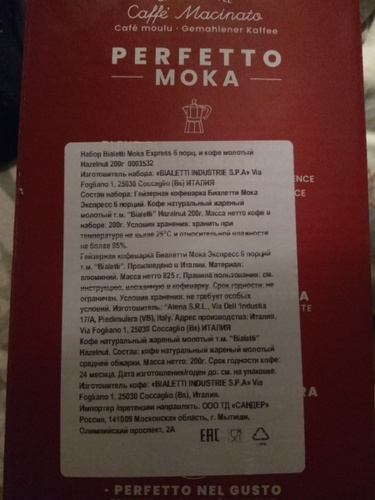 Caffè Macinato
Café moulu · Gemahlener Kaffee
PERFETTO
MOKA
Набор Bialetti Moka Express 6 порц. и кофе молотый
Hazelnut 200г 0003532
Изготовитель набора: «BIALETTI INDUSTRIE S.P.A» Via
Fogliano 1, 25030 Coccaglio (Bs) ИТАЛИЯ
Состав набора: Гейзерная кофеварка Биалетти Мока
Экспресс 6 порций. Кофе натуральный жареный
молотый т.м. "Bialetti" Hazelnut 200г. Масса нетто кофе в
наборе: 200г. Условия хранения: хранить при
температуре не выше 25°С и относительной влажности
не более 85%.
Гейзерная кофеварка Биалетти Мока Экспресс 6 порций
т.м. "Bialetti". Произведено в Италии. Материал:
алюминий. Масса нетто 825 г. Правила пользования: см.
инструкцию, вложенную в кофеварку. Срок годности: не
ограничен. Условия хранения: не требует особых
условий. Изготовитель: "Ateria S.R.L., Via Dell 'Industria
17/A, Piedimulera (VB), Italy. Адрес производства: Италия,
Via Fogliano 1, 25030 Coccaglio (Bs) ИТАЛИЯ
Кофе натуральный жареный молотый т.м. "Bialetti"
Hazelnut. Состав: кофе натуральный жареный молотый
средней обжарки. Масса нетто: 200г. Срок годности кофе:
24 месяца. Дата изготовления/годен до: см. на упаковке.
Изготовитель кофе: «BIALETTI INDUSTRIE S.P.A» Via
Fogliano 1, 25030 Coccaglio (Bs), Италия.
Импортер /претензии направлять: ООО ТД «САНДЕР»
Россия, 141009 Московская область, г. Мытищи,
Олимпийский проспект, 2А
EAC
· PERFETTO NEL GUSTO